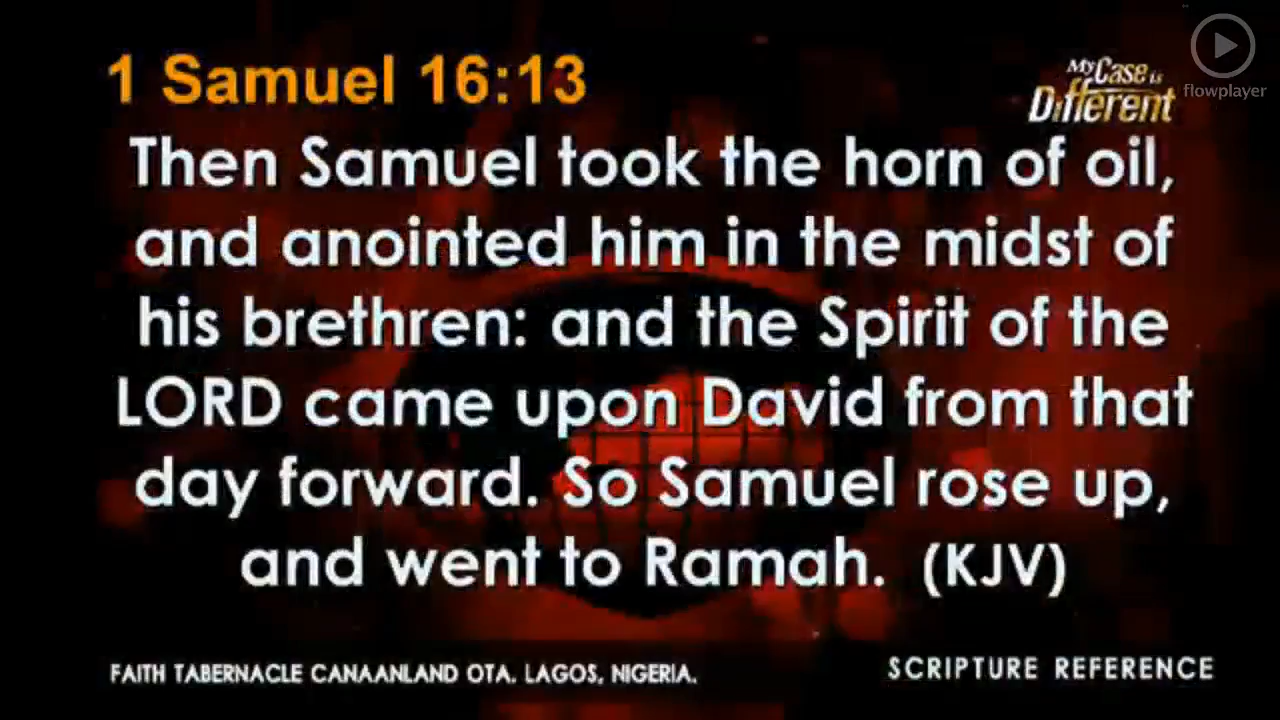 1 Samuel 16:13
My Case is
Different
flowplayer
Then Samuel took the horn of oil,
and anointed him in the midst of
his brethren: and the Spirit of the
LORD came upon David from that
day forward. So Samuel rose up,
and went to Ramah. (KJV)
FAITH TABERNACLE CANAANLAND OTA. LAGOS, NIGERIA.
SCRIPTURE REFERENCE